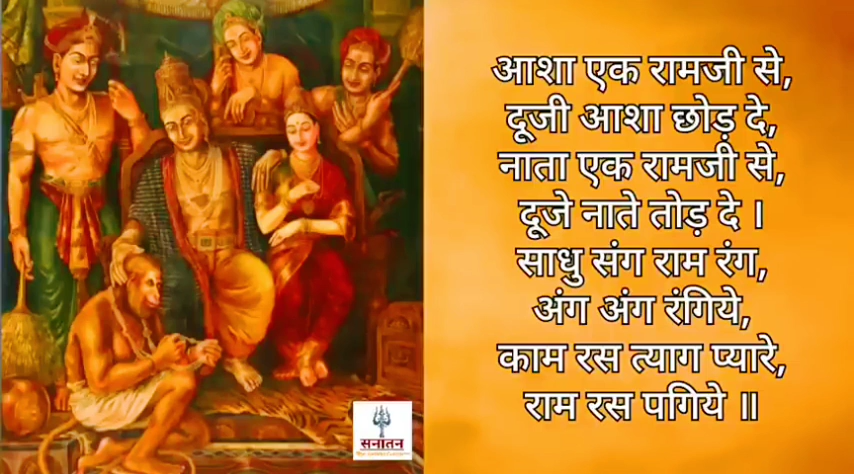 आशा एक रामजी से,
दूजी आशा छोड़ दे,
नाता एक रामजी से,
दूजे नाते तोड़ दे ।
साधु संग राम रंग,
अंग अंग रंगिये,
काम रस त्याग प्यारे,
राम रस पगिये ॥
सनातन